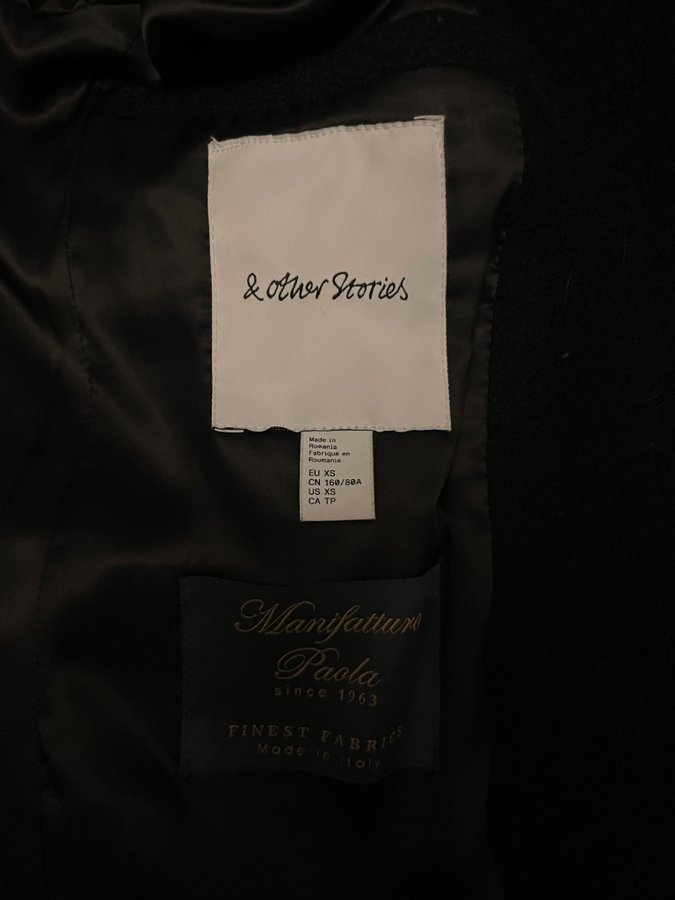 & other Stories
Made in
Romania
Fabriqué en
Roumanie
EU XS
CN 160/80A
US XS
CA TP
Manifattura
Paola
since 1963
FINEST FABRICS
Made in Italy